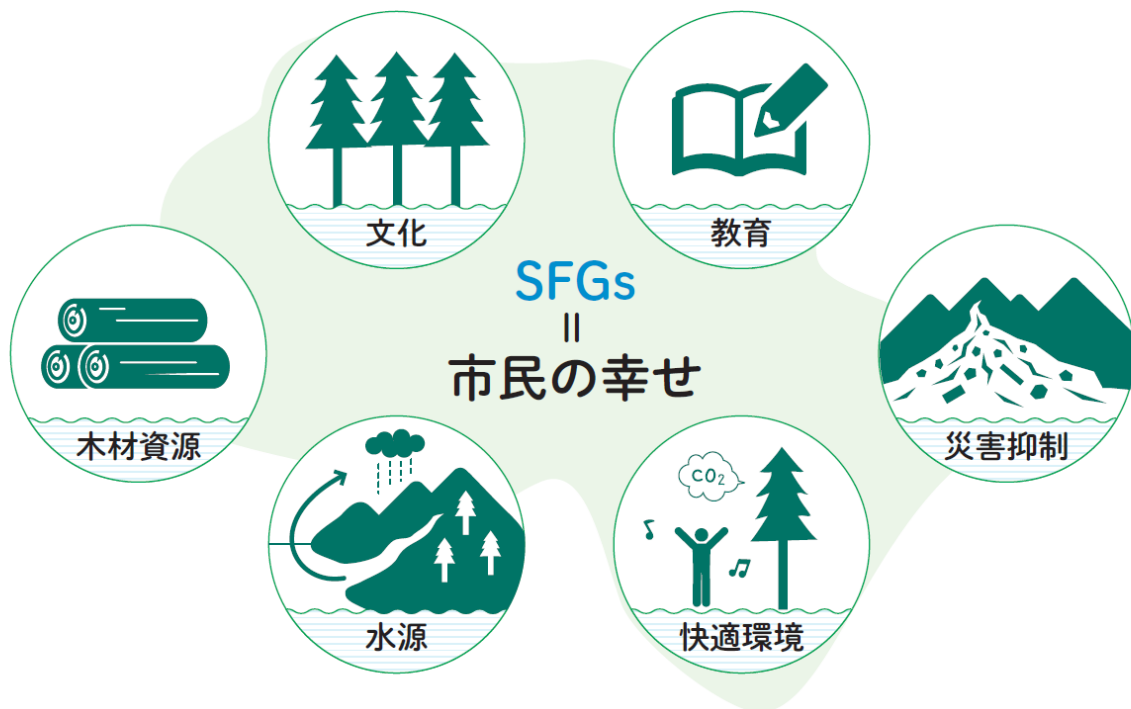 文化
教育
SFGs
=
市民の幸せ
木材資源
災害抑制
CO₂
水源
快適環境